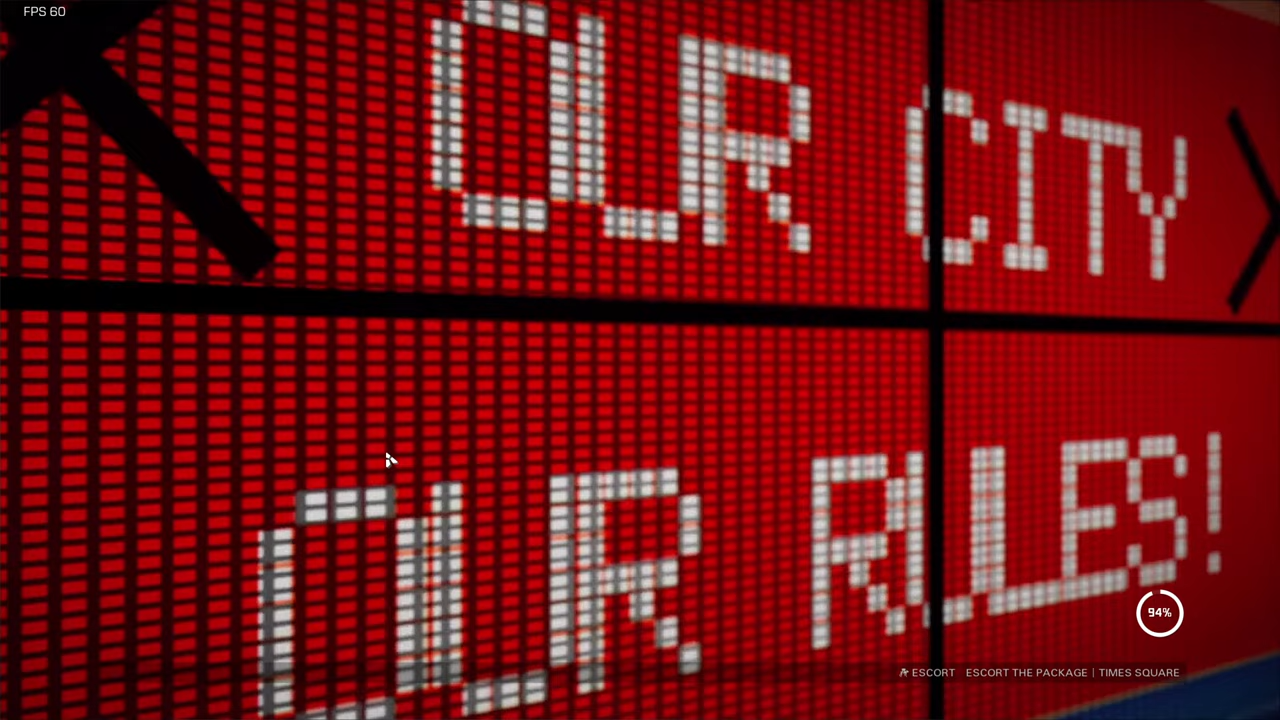 FPS 60
OUR CITY
OUR RULES!
94%
ESCORT ESCORT THE PACKAGE | TIMES SQUARE